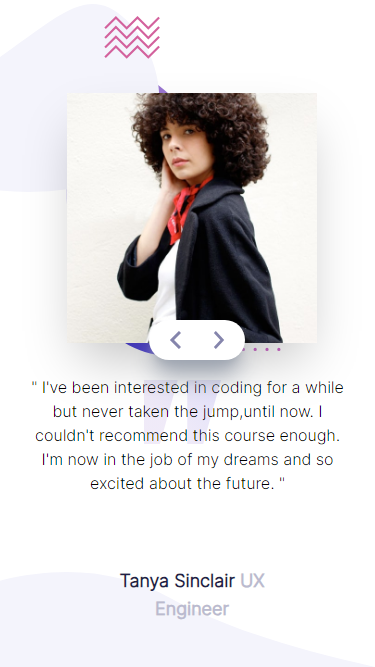 " I've been interested in coding for a while
but never taken the jump,until now. I
couldn't recommend this course enough.
I'm now in the job of my dreams and so
excited about the future. "
Tanya Sinclair UX
Engineer